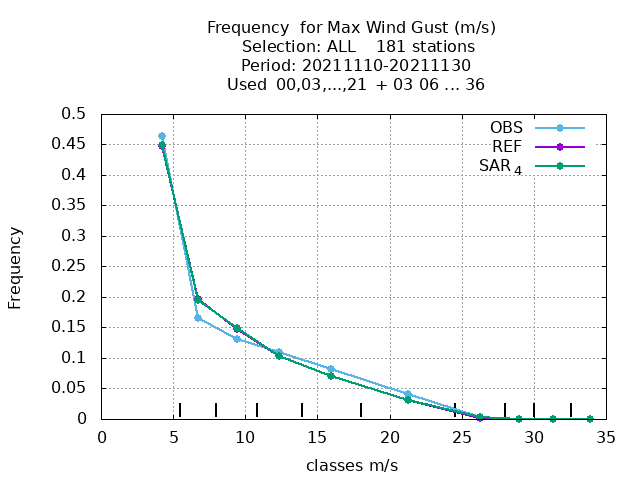 Frequency  for Max Wind Gust (m/s)
Selection: ALL    181 stations
Period: 20211110-20211130
Used  00,03,...,21  + 03 06 ... 36
0.5
0.45
0.4
0.35
0.3
0.25
0.2
0.15
0.1
0.05
0
Frequency
OBS
REF
SAR 4
0 5 10 15 20 25 30 35
classes m/s